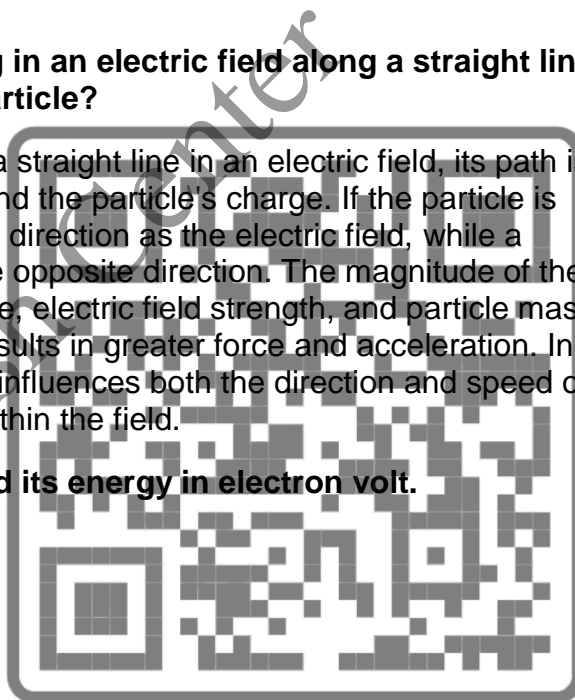 g in an electric field along a straight lin
article?
Center
a straight line in an electric field, its path i
nd the particle's charge. If the particle is
direction as the electric field, while a
e opposite direction. The magnitude of the
e, electric field strength, and particle mas
sults in greater force and acceleration. In
influences both the direction and speed o
thin the field.
d its energy in electron volt.